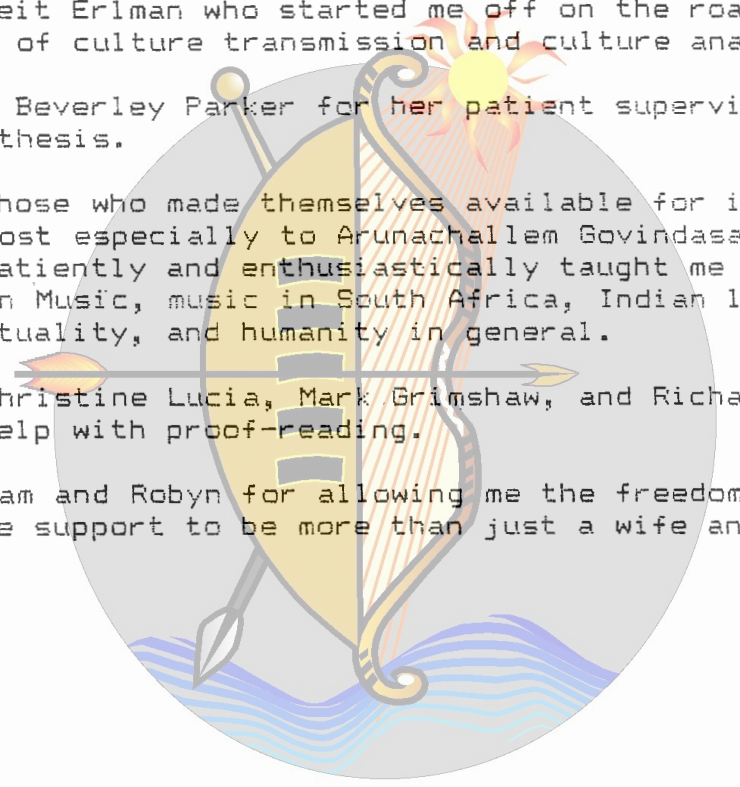 eit Erlman who started me off on the roa
of culture transmission and culture ana
Beverley Parker for her patient supervi
thesis.
hose who made themselves available for i
ost especially to Arunachallem Govindasa
atiently and enthusiastically taught me
n Music, music in South Africa, Indian l
tuality, and humanity in general.
hristine Lucia, Mark Grimshaw, and Richa
elp with proof-reading.
am and Robyn for allowing me the freedom
e support to be more than just a wife an